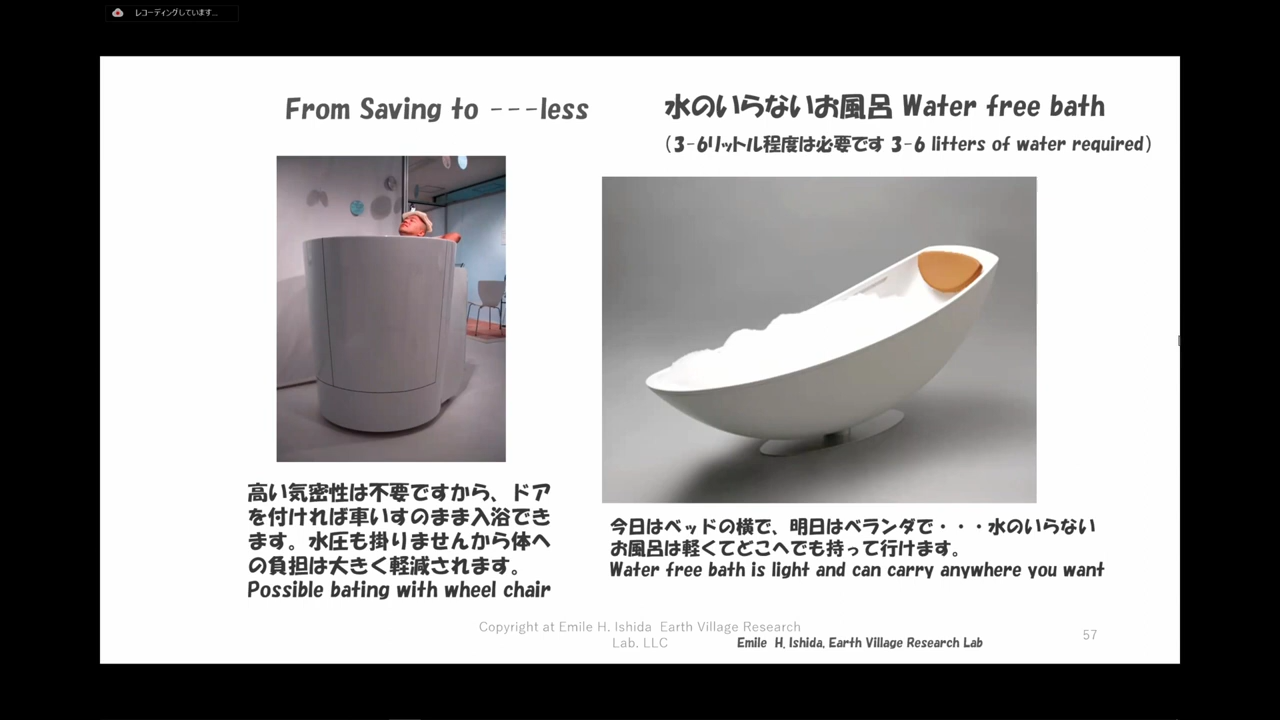 レコーディングしています...
From Saving to ---less
水のいらないお風呂 Water free bath
(3-6リットル程度は必要です 3-6 litters of water required)
高い気密性は不要ですから、ドア
を付ければ車いすのまま入浴でき
ます。水圧も掛りませんから体へ
の負担は大きく軽減されます。
Possible bating with wheel chair
今日はベッドの横で、明日はベランダで・・・水のいらない
お風呂は軽くてどこへでも持って行けます。
Water free bath is light and can carry anywhere you want
Copyright at Emile H. Ishida Earth Village Research
Lab. LLC
Emile H. Ishida, Earth Village Research Lab
57